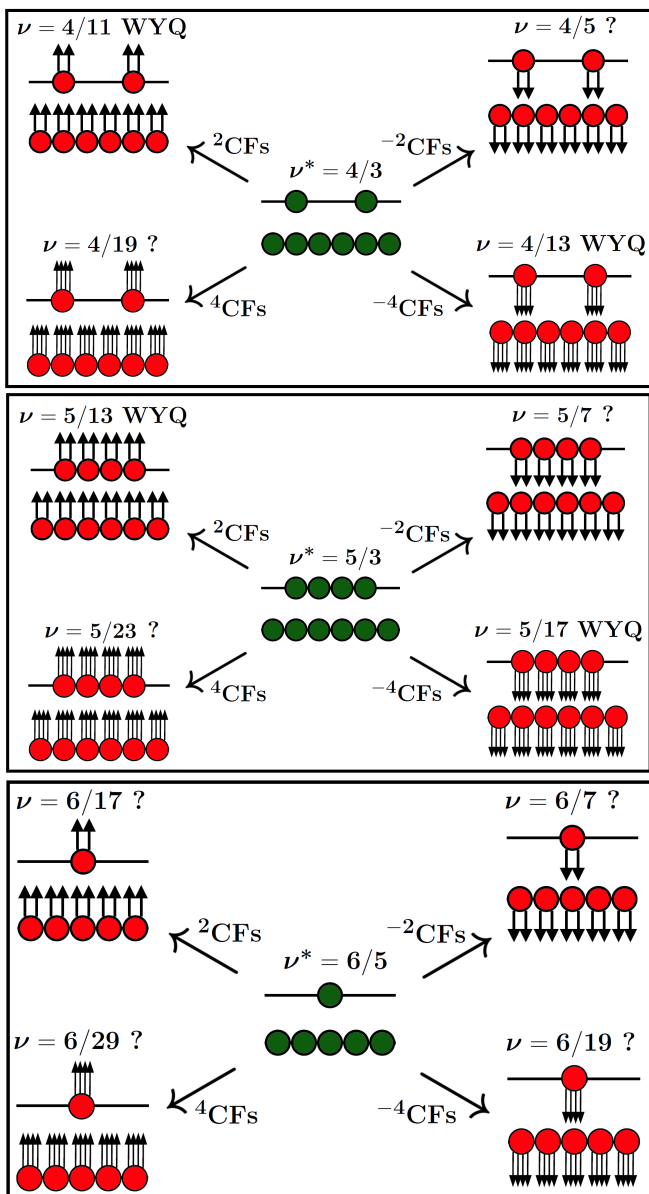 ν = 4/11 WYQ
ν = 4/5 ?
²CFs
⁻²CFs
ν* = 4/3
ν = 4/19 ?
ν = 4/13 WYQ
⁴CFs
⁻⁴CFs
ν = 5/13 WYQ
ν = 5/7 ?
²CFs
⁻²CFs
ν* = 5/3
ν = 5/23 ?
ν = 5/17 WYQ
⁴CFs
⁻⁴CFs
ν = 6/17 ?
ν = 6/7 ?
²CFs
⁻²CFs
ν* = 6/5
ν = 6/29 ?
ν = 6/19 ?
⁴CFs
⁻⁴CFs